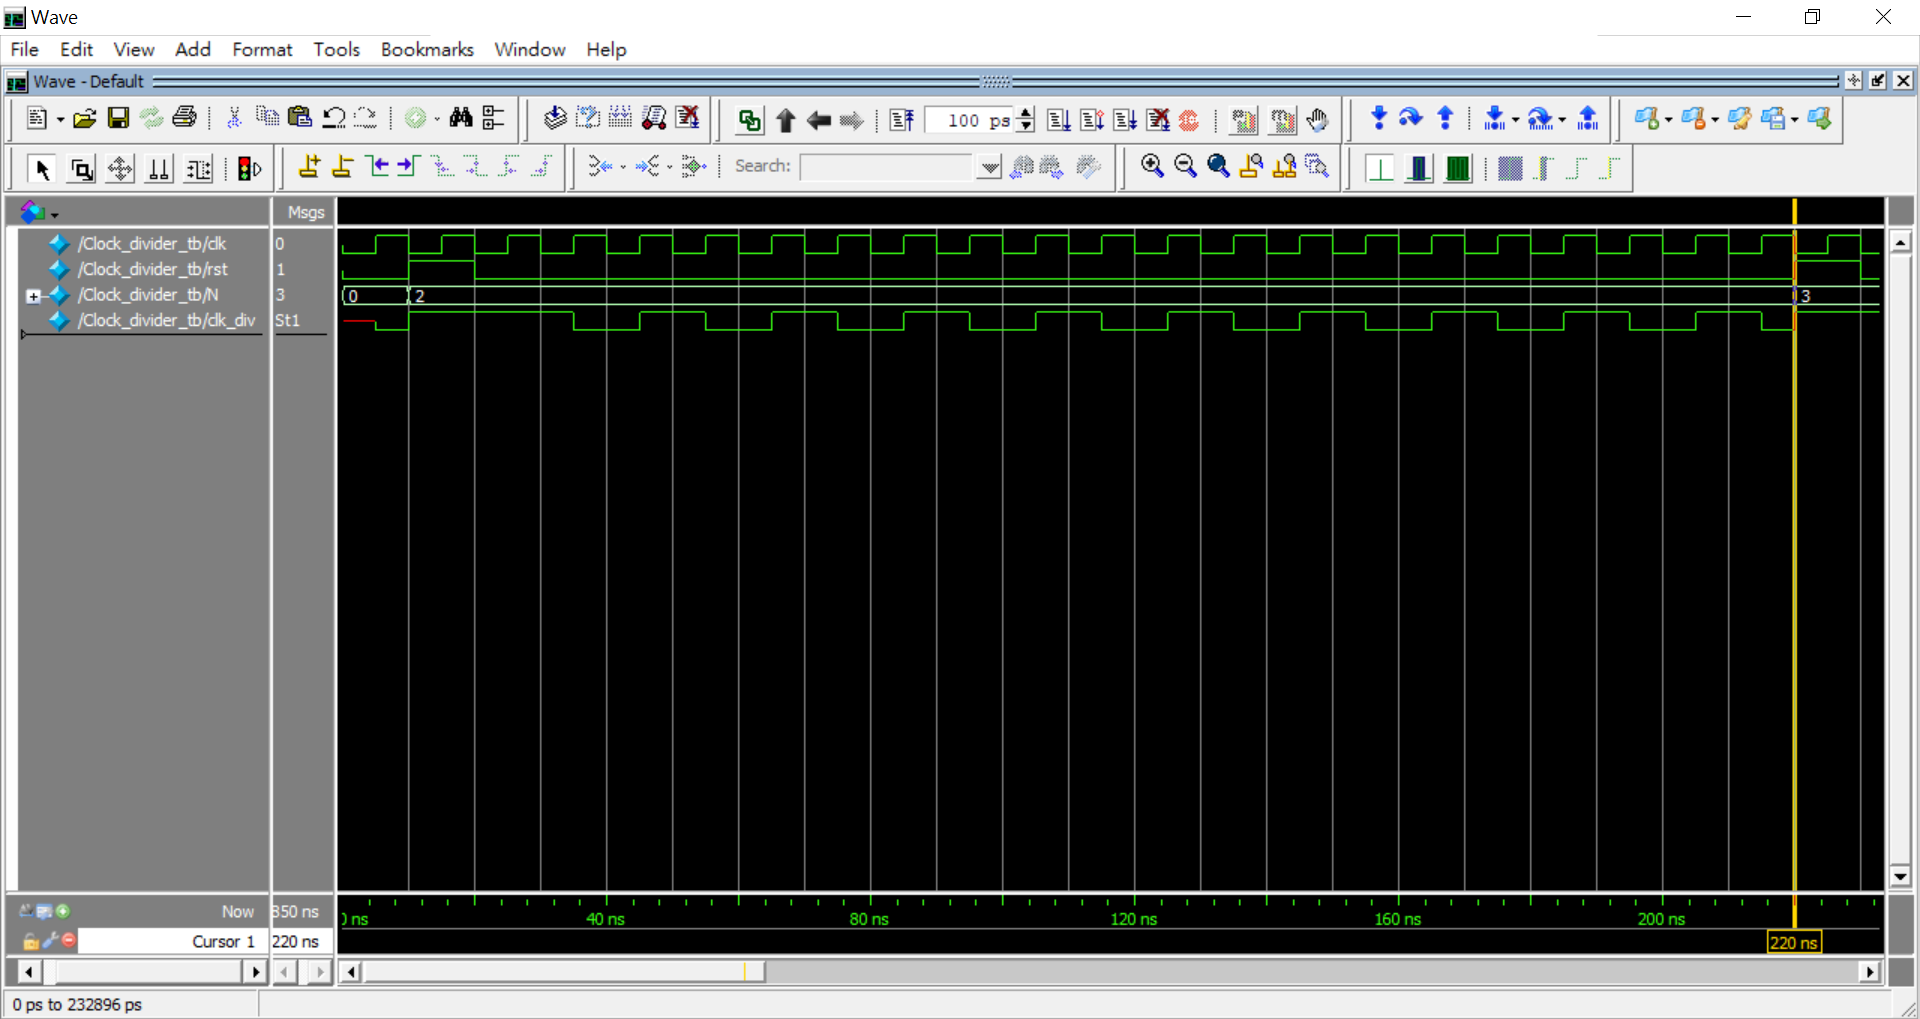 Wave
File Edit View Add Format Tools Bookmarks Window Help
Wave - Default
100 ps
Search:
Msgs
/Clock_divider_tb/clk 0
/Clock_divider_tb/rst 1
/Clock_divider_tb/N 3 0 2 3
/Clock_divider_tb/clk_div St1
Now 350 ns ns 40 ns 80 ns 120 ns 160 ns 200 ns
Cursor 1 220 ns 220 ns
0 ps to 232896 ps